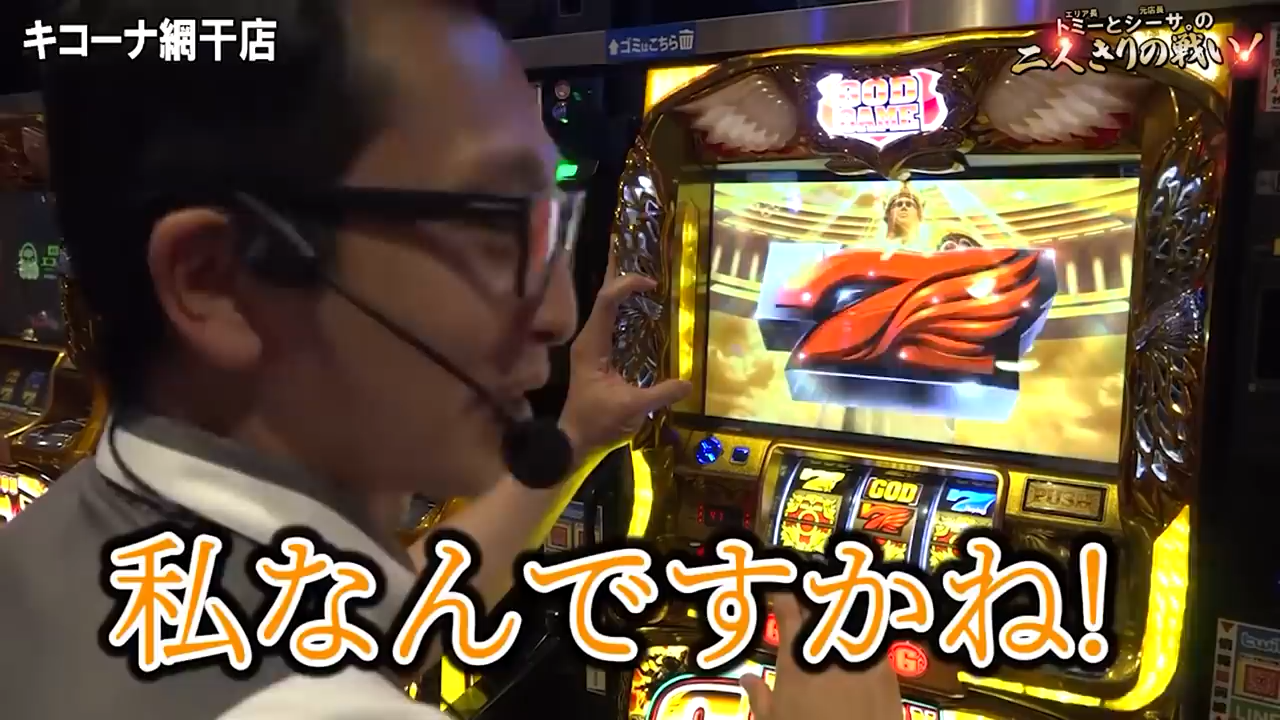 キコーナ網干店
ゴミはこちら
エリア長 元店長
トミーとシーサ。の
二人きりの戦い
GOD
GAME
7
GOD
PUSH
私なんですかね!
G